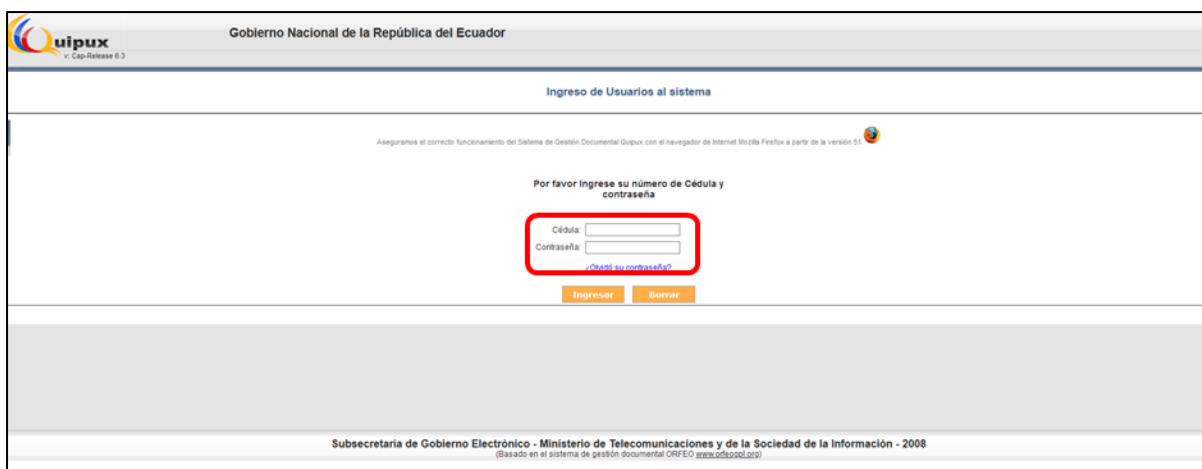 Quipux
v: Cap-Release 6.3
Gobierno Nacional de la República del Ecuador
Ingreso de Usuarios al sistema
Aseguramos el correcto funcionamiento del Sistema de Gestión Documental Quipux con el navegador de Internet Mozilla Firefox a partir de la versión 51.
Por favor Ingrese su número de Cédula y
contraseña
Cédula:
Contraseña:
¿Olvidó su contraseña?
Ingresar Borrar
Subsecretaría de Gobierno Electrónico - Ministerio de Telecomunicaciones y de la Sociedad de la Información - 2008
(Basado en el sistema de gestión documental ORFEO www.orfeogpl.org)